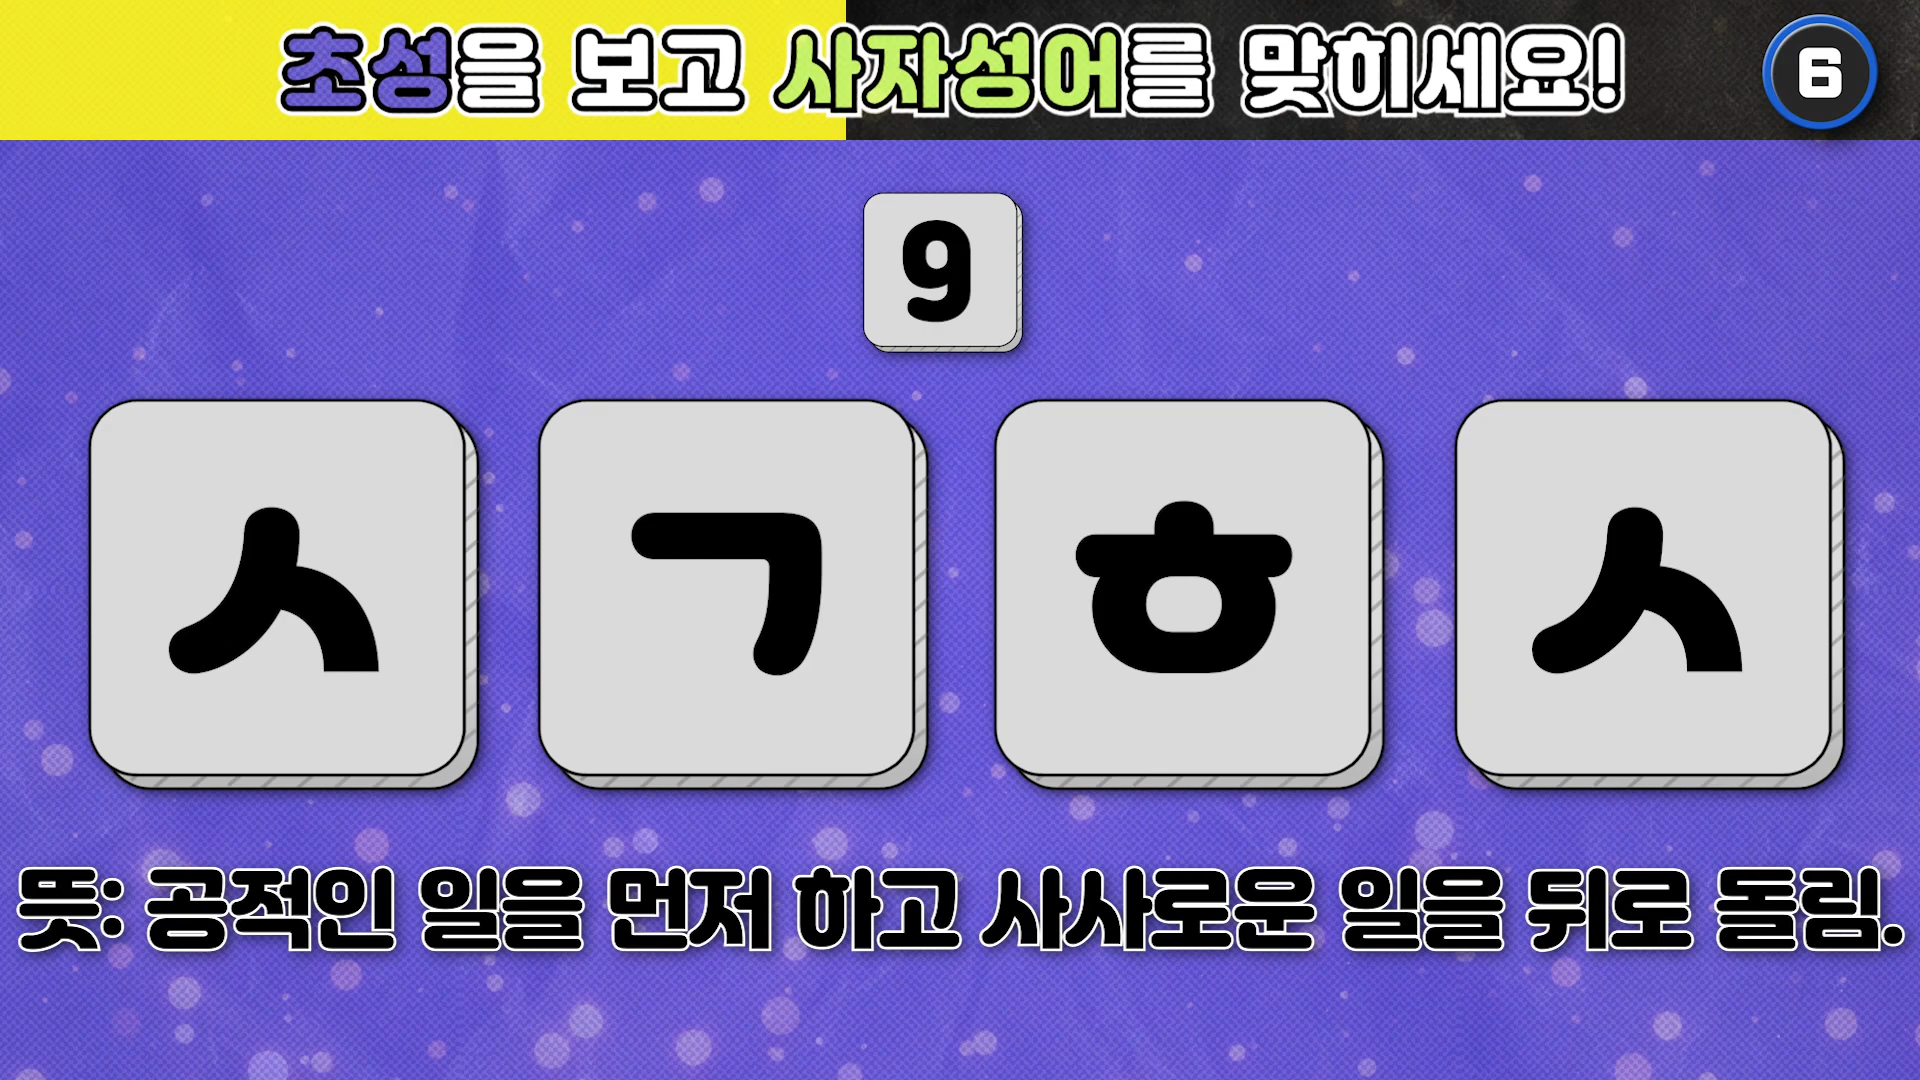 초성을 보고 사자성어를 맞히세요!
6
9
ㅅ ㄱ ㅎ ㅅ
뜻: 공적인 일을 먼저 하고 사사로운 일을 뒤로 돌림.